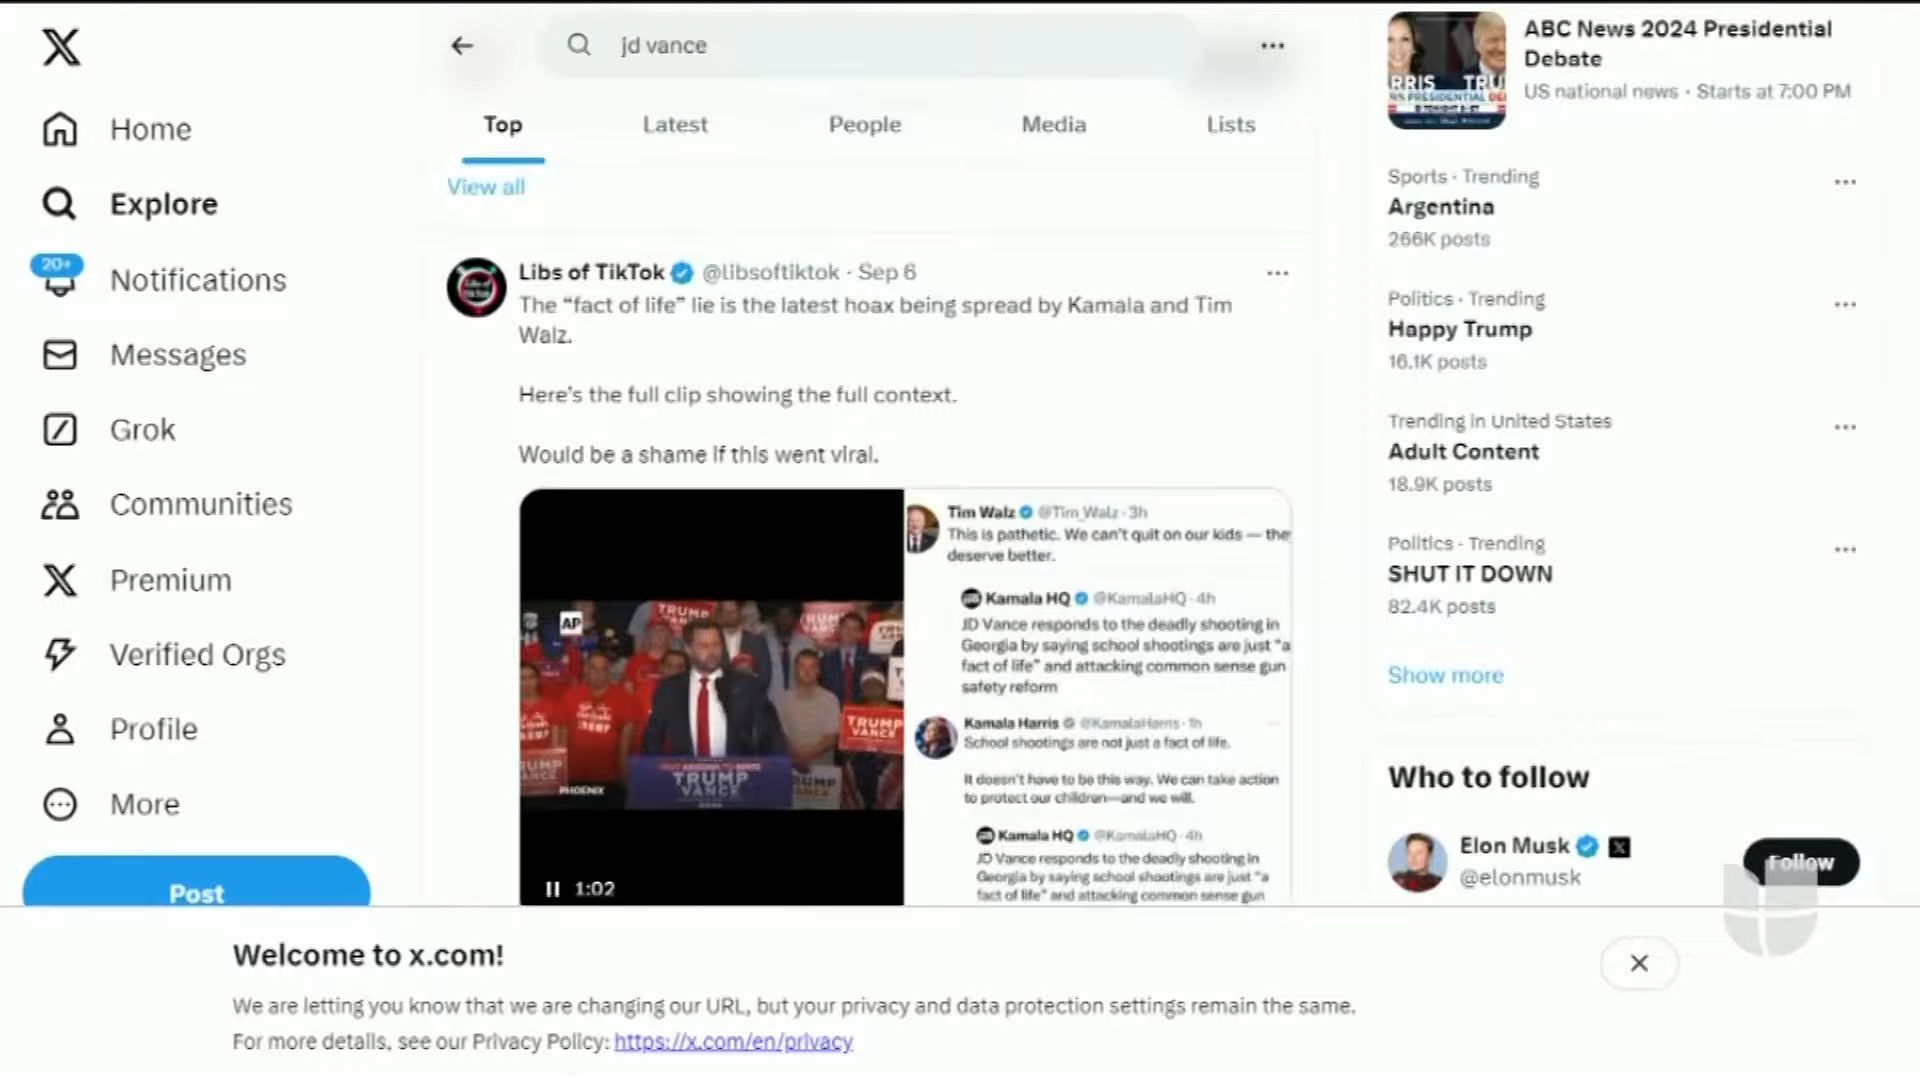 Home
Explore
20+
Notifications
Messages
Grok
Communities
Premium
Verified Orgs
Profile
More
Post
jd vance
Top
Latest
People
Media
Lists
View all
Libs of TikTok @libsoftiktok · Sep 6
The “fact of life” lie is the latest hoax being spread by Kamala and Tim
Walz.
Here’s the full clip showing the full context.
Would be a shame if this went viral.
AP
TRUMP
TRUMP
VANCE
TRUMP
VANCE
PHOENIX
1:02
Tim Walz @Tim_Walz · 3h
This is pathetic. We can’t quit on our kids — they
deserve better.
Kamala HQ @KamalaHQ · 4h
JD Vance responds to the deadly shooting in
Georgia by saying school shootings are just “a
fact of life” and attacking common sense gun
safety reform
Kamala Harris @KamalaHarris · 1h
School shootings are not just a fact of life.
It doesn’t have to be this way. We can take action
to protect our children—and we will.
Kamala HQ @KamalaHQ · 4h
JD Vance responds to the deadly shooting in
Georgia by saying school shootings are just “a
fact of life” and attacking common sense gun
ABC News 2024 Presidential
Debate
US national news · Starts at 7:00 PM
Sports · Trending
Argentina
266K posts
Politics · Trending
Happy Trump
16.1K posts
Trending in United States
Adult Content
18.9K posts
Politics · Trending
SHUT IT DOWN
82.4K posts
Show more
Who to follow
Elon Musk
@elonmusk
Follow
Welcome to x.com!
We are letting you know that we are changing our URL, but your privacy and data protection settings remain the same.
For more details, see our Privacy Policy: https://x.com/en/privacy